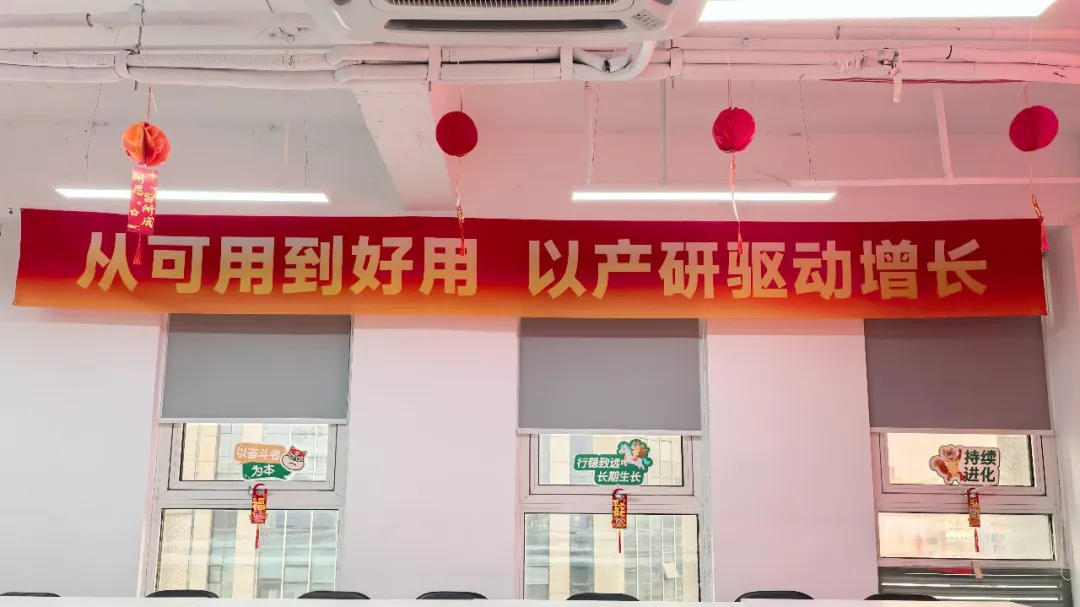 从可用到好用 以产研驱动增长
以奋斗者
为本
行稳致远
长期生长
持续
进化
福